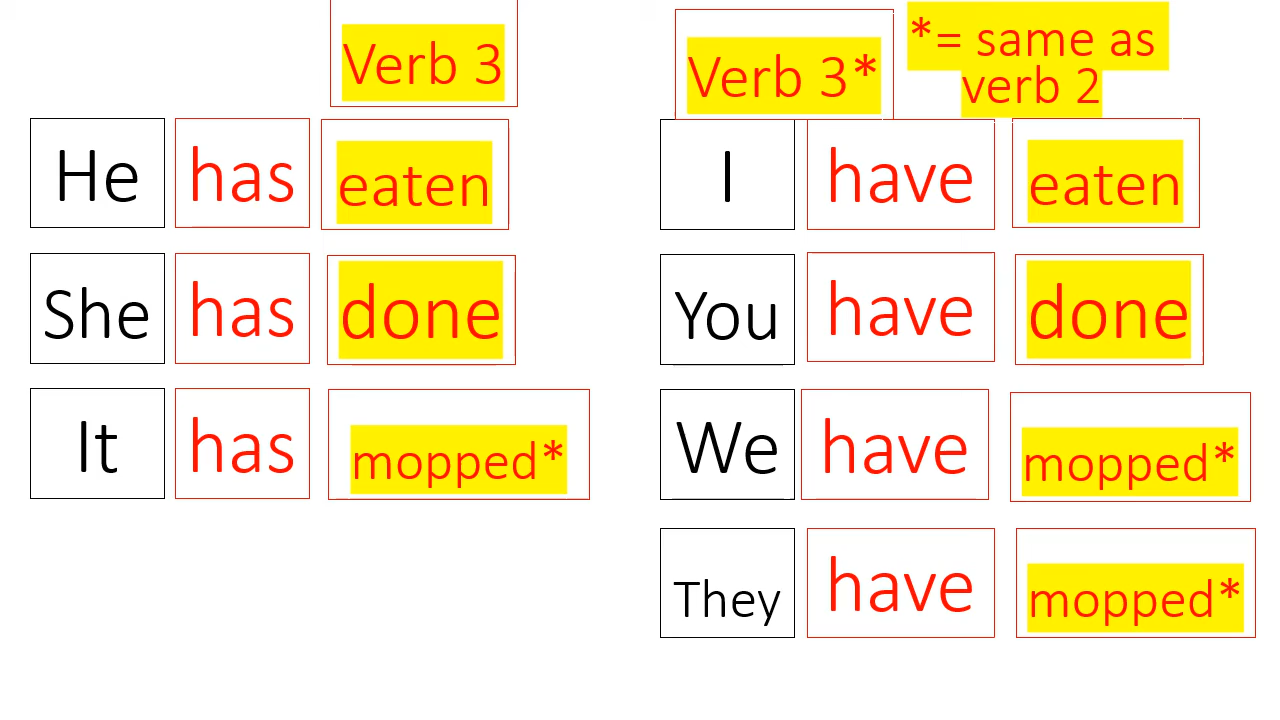 Verb 3
He has eaten
She has done
It has mopped*
Verb 3*
*= same as
verb 2
I have eaten
You have done
We have mopped*
They have mopped*